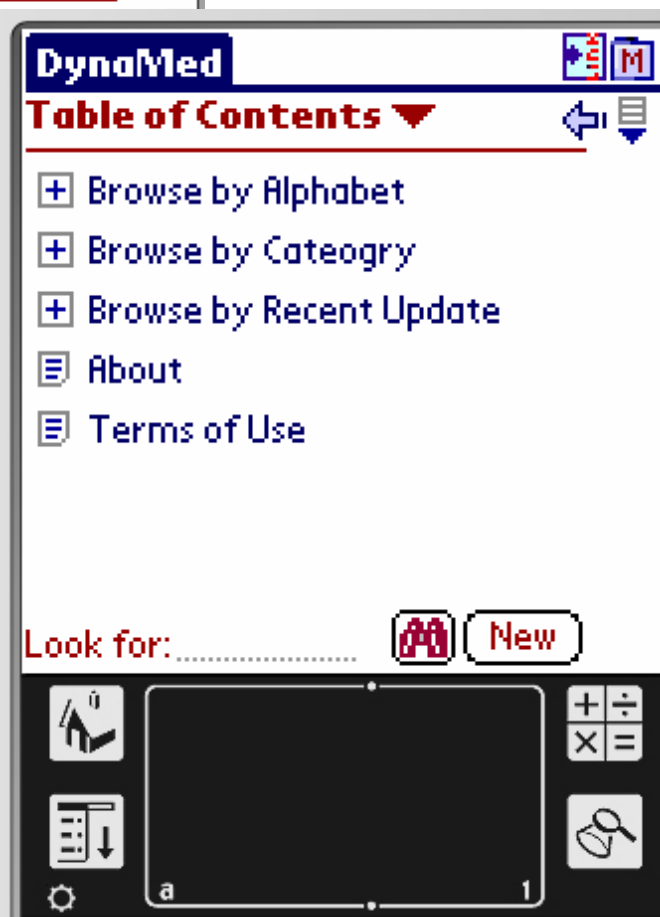 DynaMed
M
Table of Contents
Browse by Alphabet
Browse by Cateogry
Browse by Recent Update
About
Terms of Use
Look for:
New
+ ÷
× =
a 1